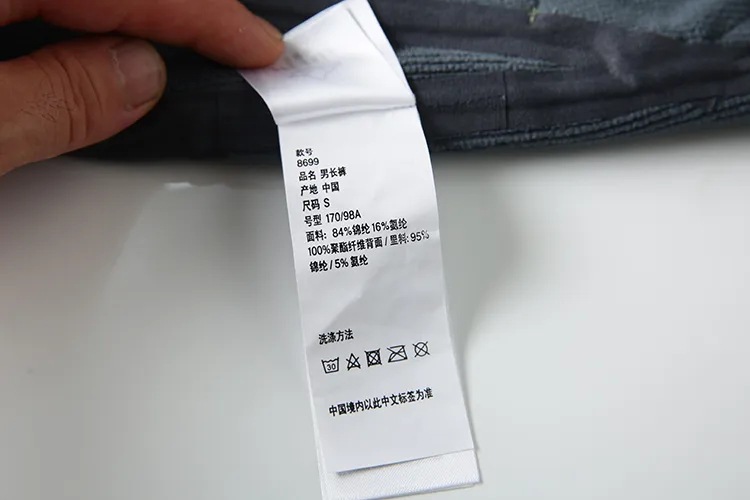 款号
8699
品名 男长裤
产地 中国
尺码 S
号型 170/98A
面料: 84%锦纶16%氨纶
100%聚酯纤维背面 / 里料: 95%
锦纶 / 5% 氨纶
洗涤方法
30
中国境内以此中文标签为准